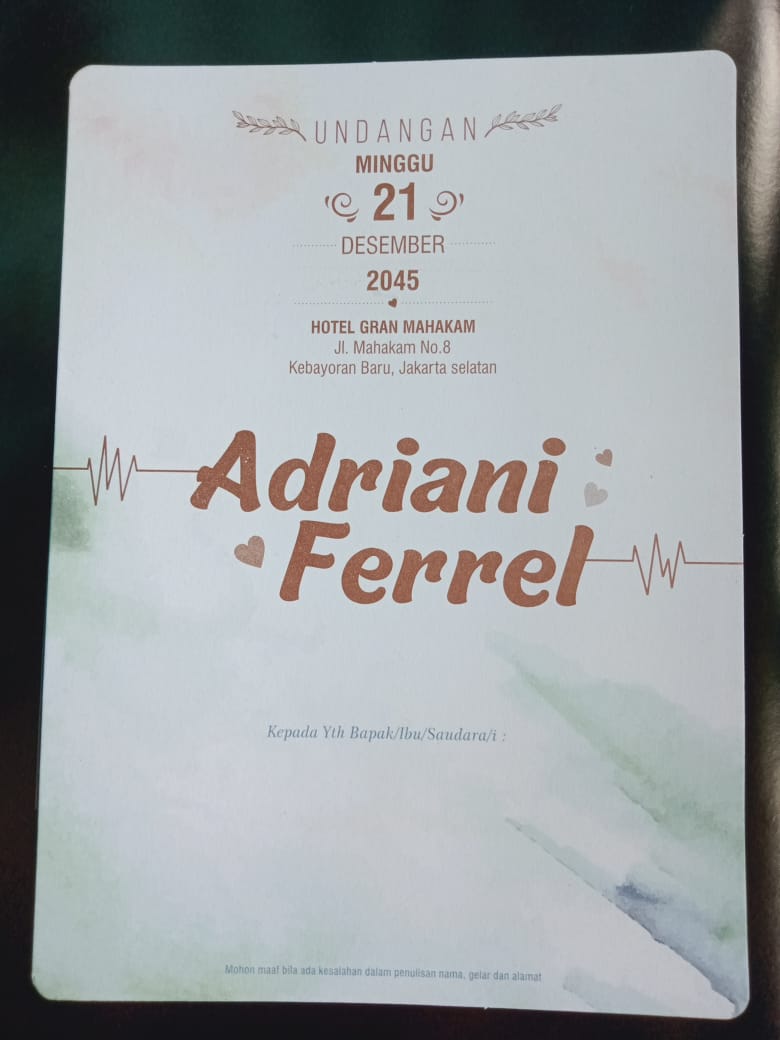 UNDANGAN
MINGGU
21
DESEMBER
2045
HOTEL GRAN MAHAKAM
Jl. Mahakam No.8
Kebayoran Baru, Jakarta selatan
Adriani
Ferrel
Kepada Yth Bapak/Ibu/Saudara/i :
Mohon maaf bila ada kesalahan dalam penulisan nama, gelar dan alamat